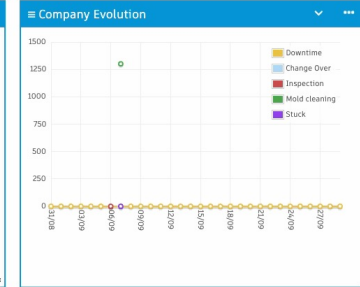 Company Evolution
1500
1250
1000
750
500
250
0
31/08
03/09
06/09
09/09
12/09
15/09
18/09
21/09
24/09
27/09
Downtime
Change Over
Inspection
Mold cleaning
Stuck